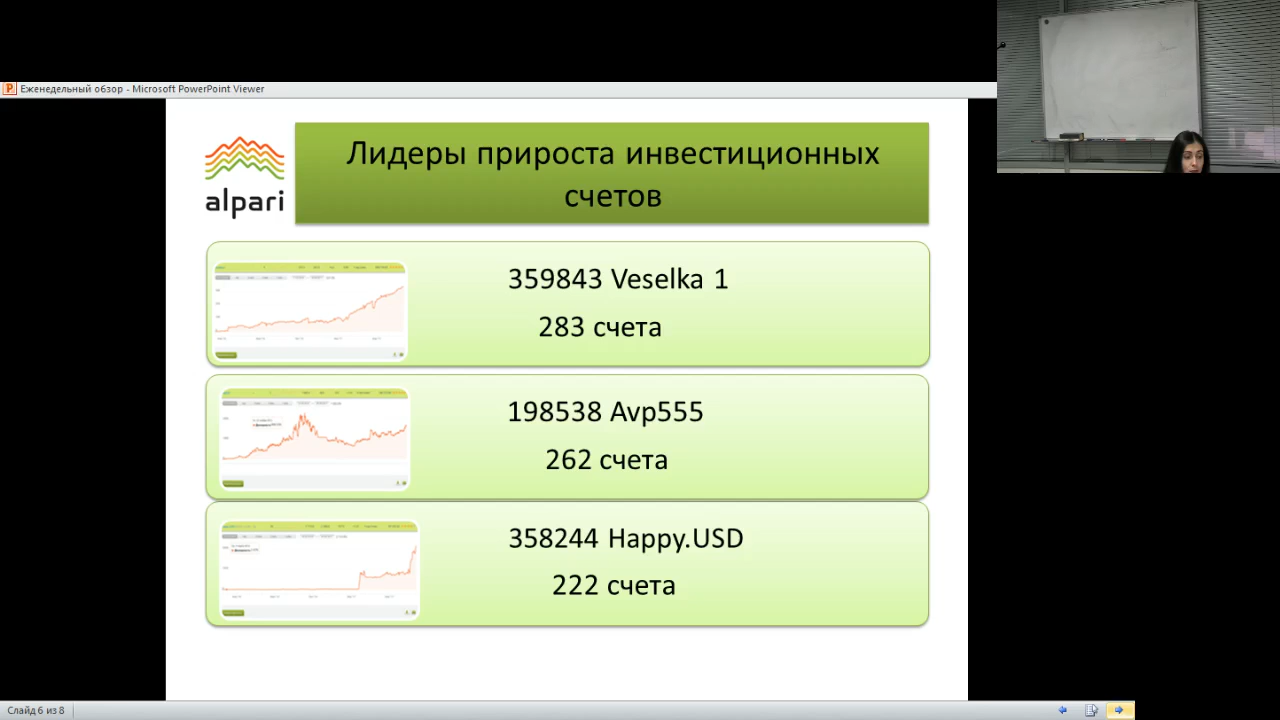 Еженедельный обзор - Microsoft PowerPoint Viewer
alpari
Лидеры прироста инвестиционных
счетов
359843 Veselka 1
283 счета
198538 Avp555
262 счета
358244 Happy.USD
222 счета
Слайд 6 из 8